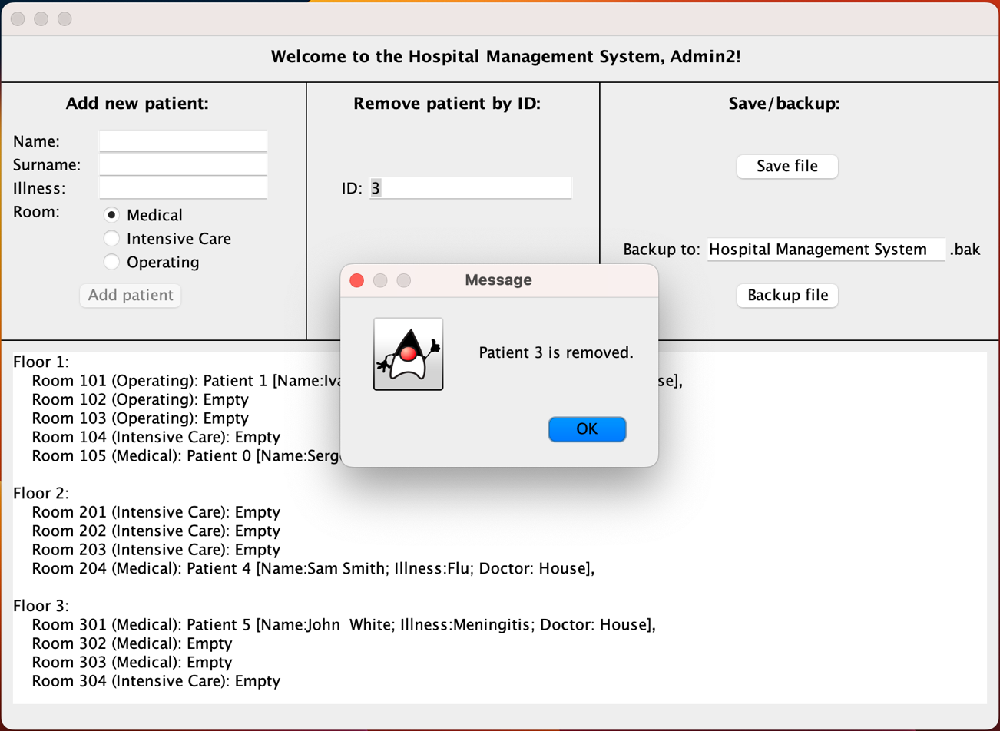 Welcome to the Hospital Management System, Admin2!
Add new patient:
Name:
Surname:
Illness:
Room:
Medical
Intensive Care
Operating
Add patient
Remove patient by ID:
ID: 3
Save/backup:
Save file
Backup to: Hospital Management System .bak
Backup file
Message
Patient 3 is removed.
OK
Floor 1:
Room 101 (Operating): Patient 1 [Name:Iva se],
Room 102 (Operating): Empty
Room 103 (Operating): Empty
Room 104 (Intensive Care): Empty
Room 105 (Medical): Patient 0 [Name:Serg
Floor 2:
Room 201 (Intensive Care): Empty
Room 202 (Intensive Care): Empty
Room 203 (Intensive Care): Empty
Room 204 (Medical): Patient 4 [Name:Sam Smith; Illness:Flu; Doctor: House],
Floor 3:
Room 301 (Medical): Patient 5 [Name:John  White; Illness:Meningitis; Doctor: House],
Room 302 (Medical): Empty
Room 303 (Medical): Empty
Room 304 (Intensive Care): Empty